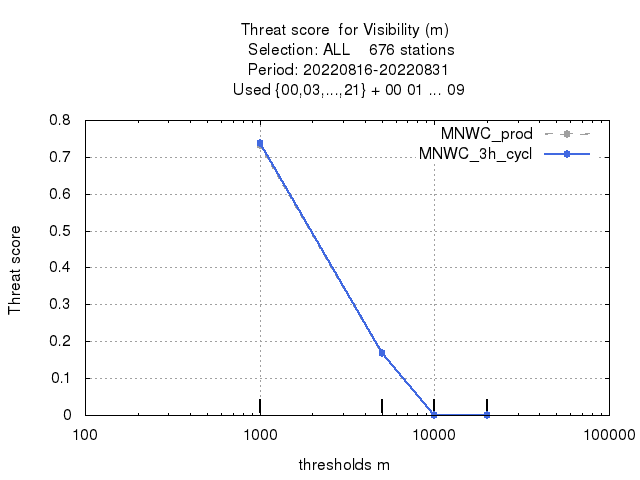 Threat score  for Visibility (m)
Selection: ALL    676 stations
Period: 20220816-20220831
Used {00,03,...,21} + 00 01 ... 09
MNWC_prod
MNWC_3h_cycl
0.8
0.7
0.6
0.5
0.4
0.3
0.2
0.1
0
Threat score
100 1000 10000 100000
thresholds m